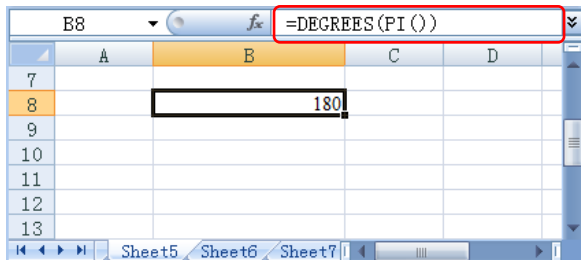 B8 fx =DEGREES(PI())
A B C D
7
8 180
9
10
11
12
13
Sheet5 Sheet6 Sheet7